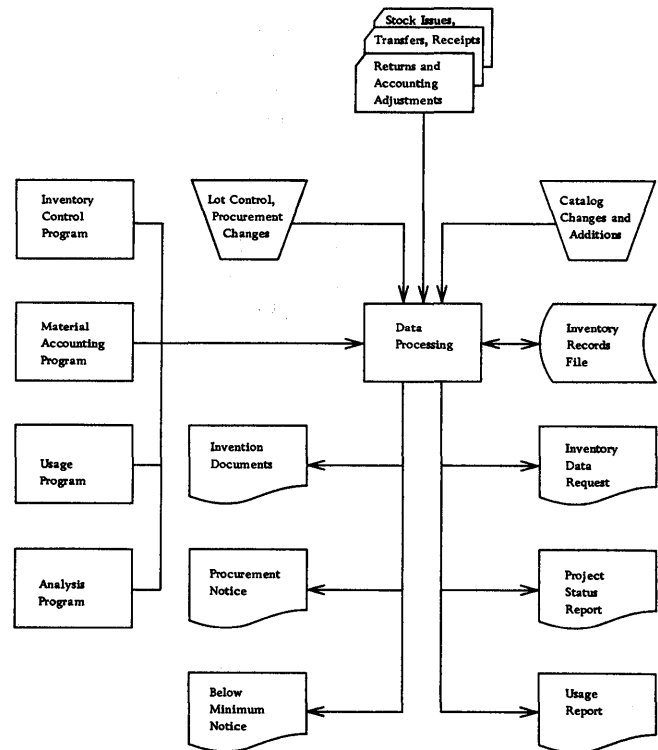 Stock Issues,
Transfers, Receipts
Returns and
Accounting
Adjustments
Inventory
Control
Program
Lot Control,
Procurement
Changes
Catalog
Changes and
Additions
Material
Accounting
Program
Data
Processing
Inventory
Records
File
Usage
Program
Invention
Documents
Inventory
Data
Request
Analysis
Program
Procurement
Notice
Project
Status
Report
Below
Minimum
Notice
Usage
Report